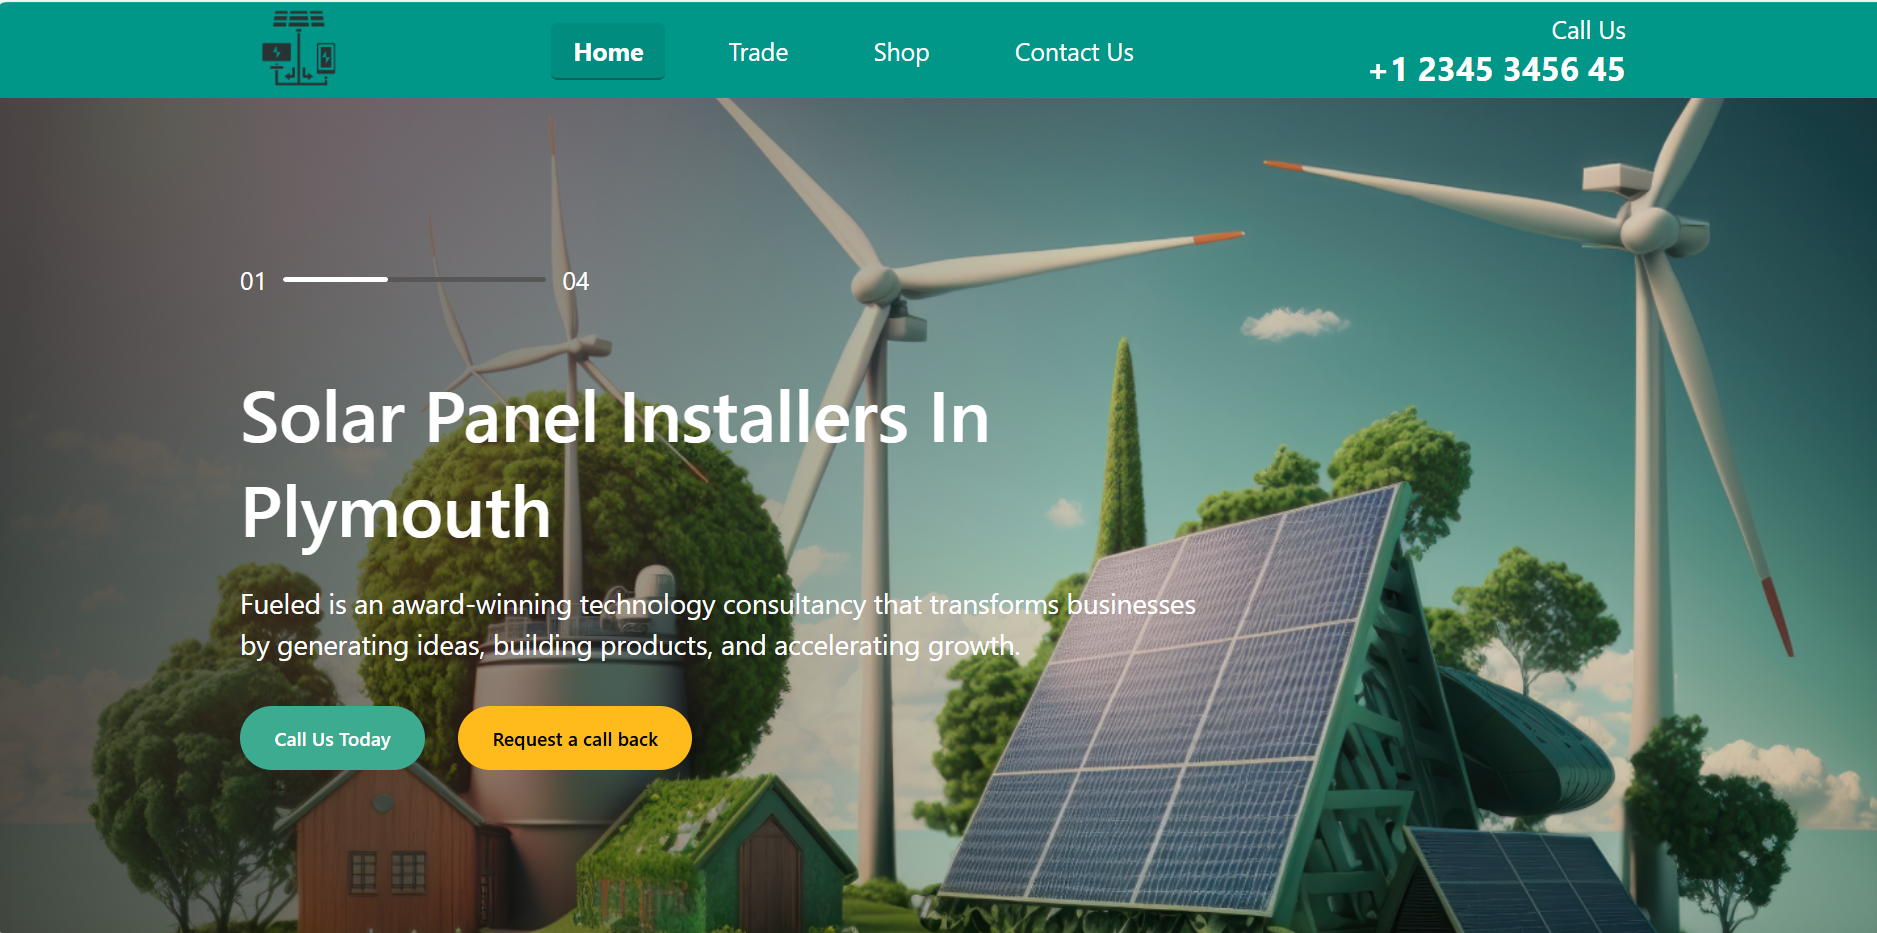 Home
Trade
Shop
Contact Us
Call Us
+1 2345 3456 45
01
04
Solar Panel Installers In
Plymouth
Fueled is an award-winning technology consultancy that transforms businesses
by generating ideas, building products, and accelerating growth.
Call Us Today
Request a call back